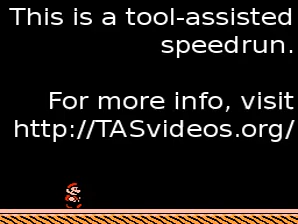 This is a tool-assisted
speedrun.
For more info, visit
http://TASvideos.org/